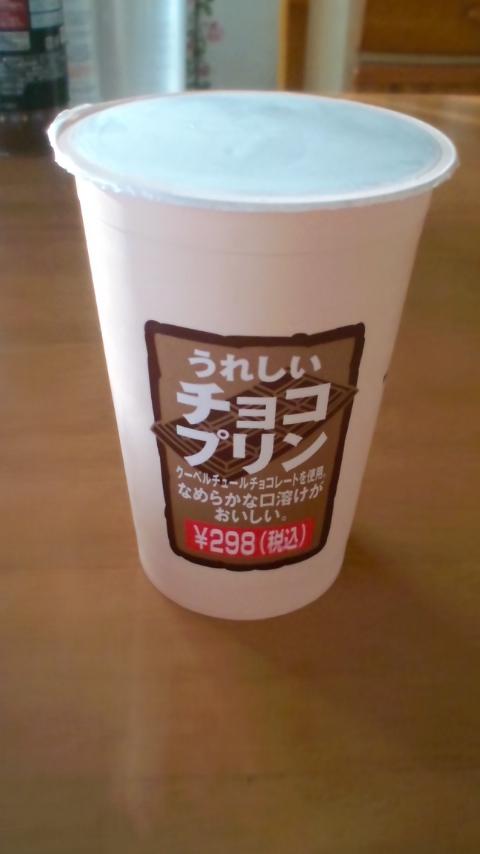 うれしい
チョコ
プリン
クーベルチュールチョコレートを使用。
なめらかな口溶けが
おいしい。
¥298(税込)